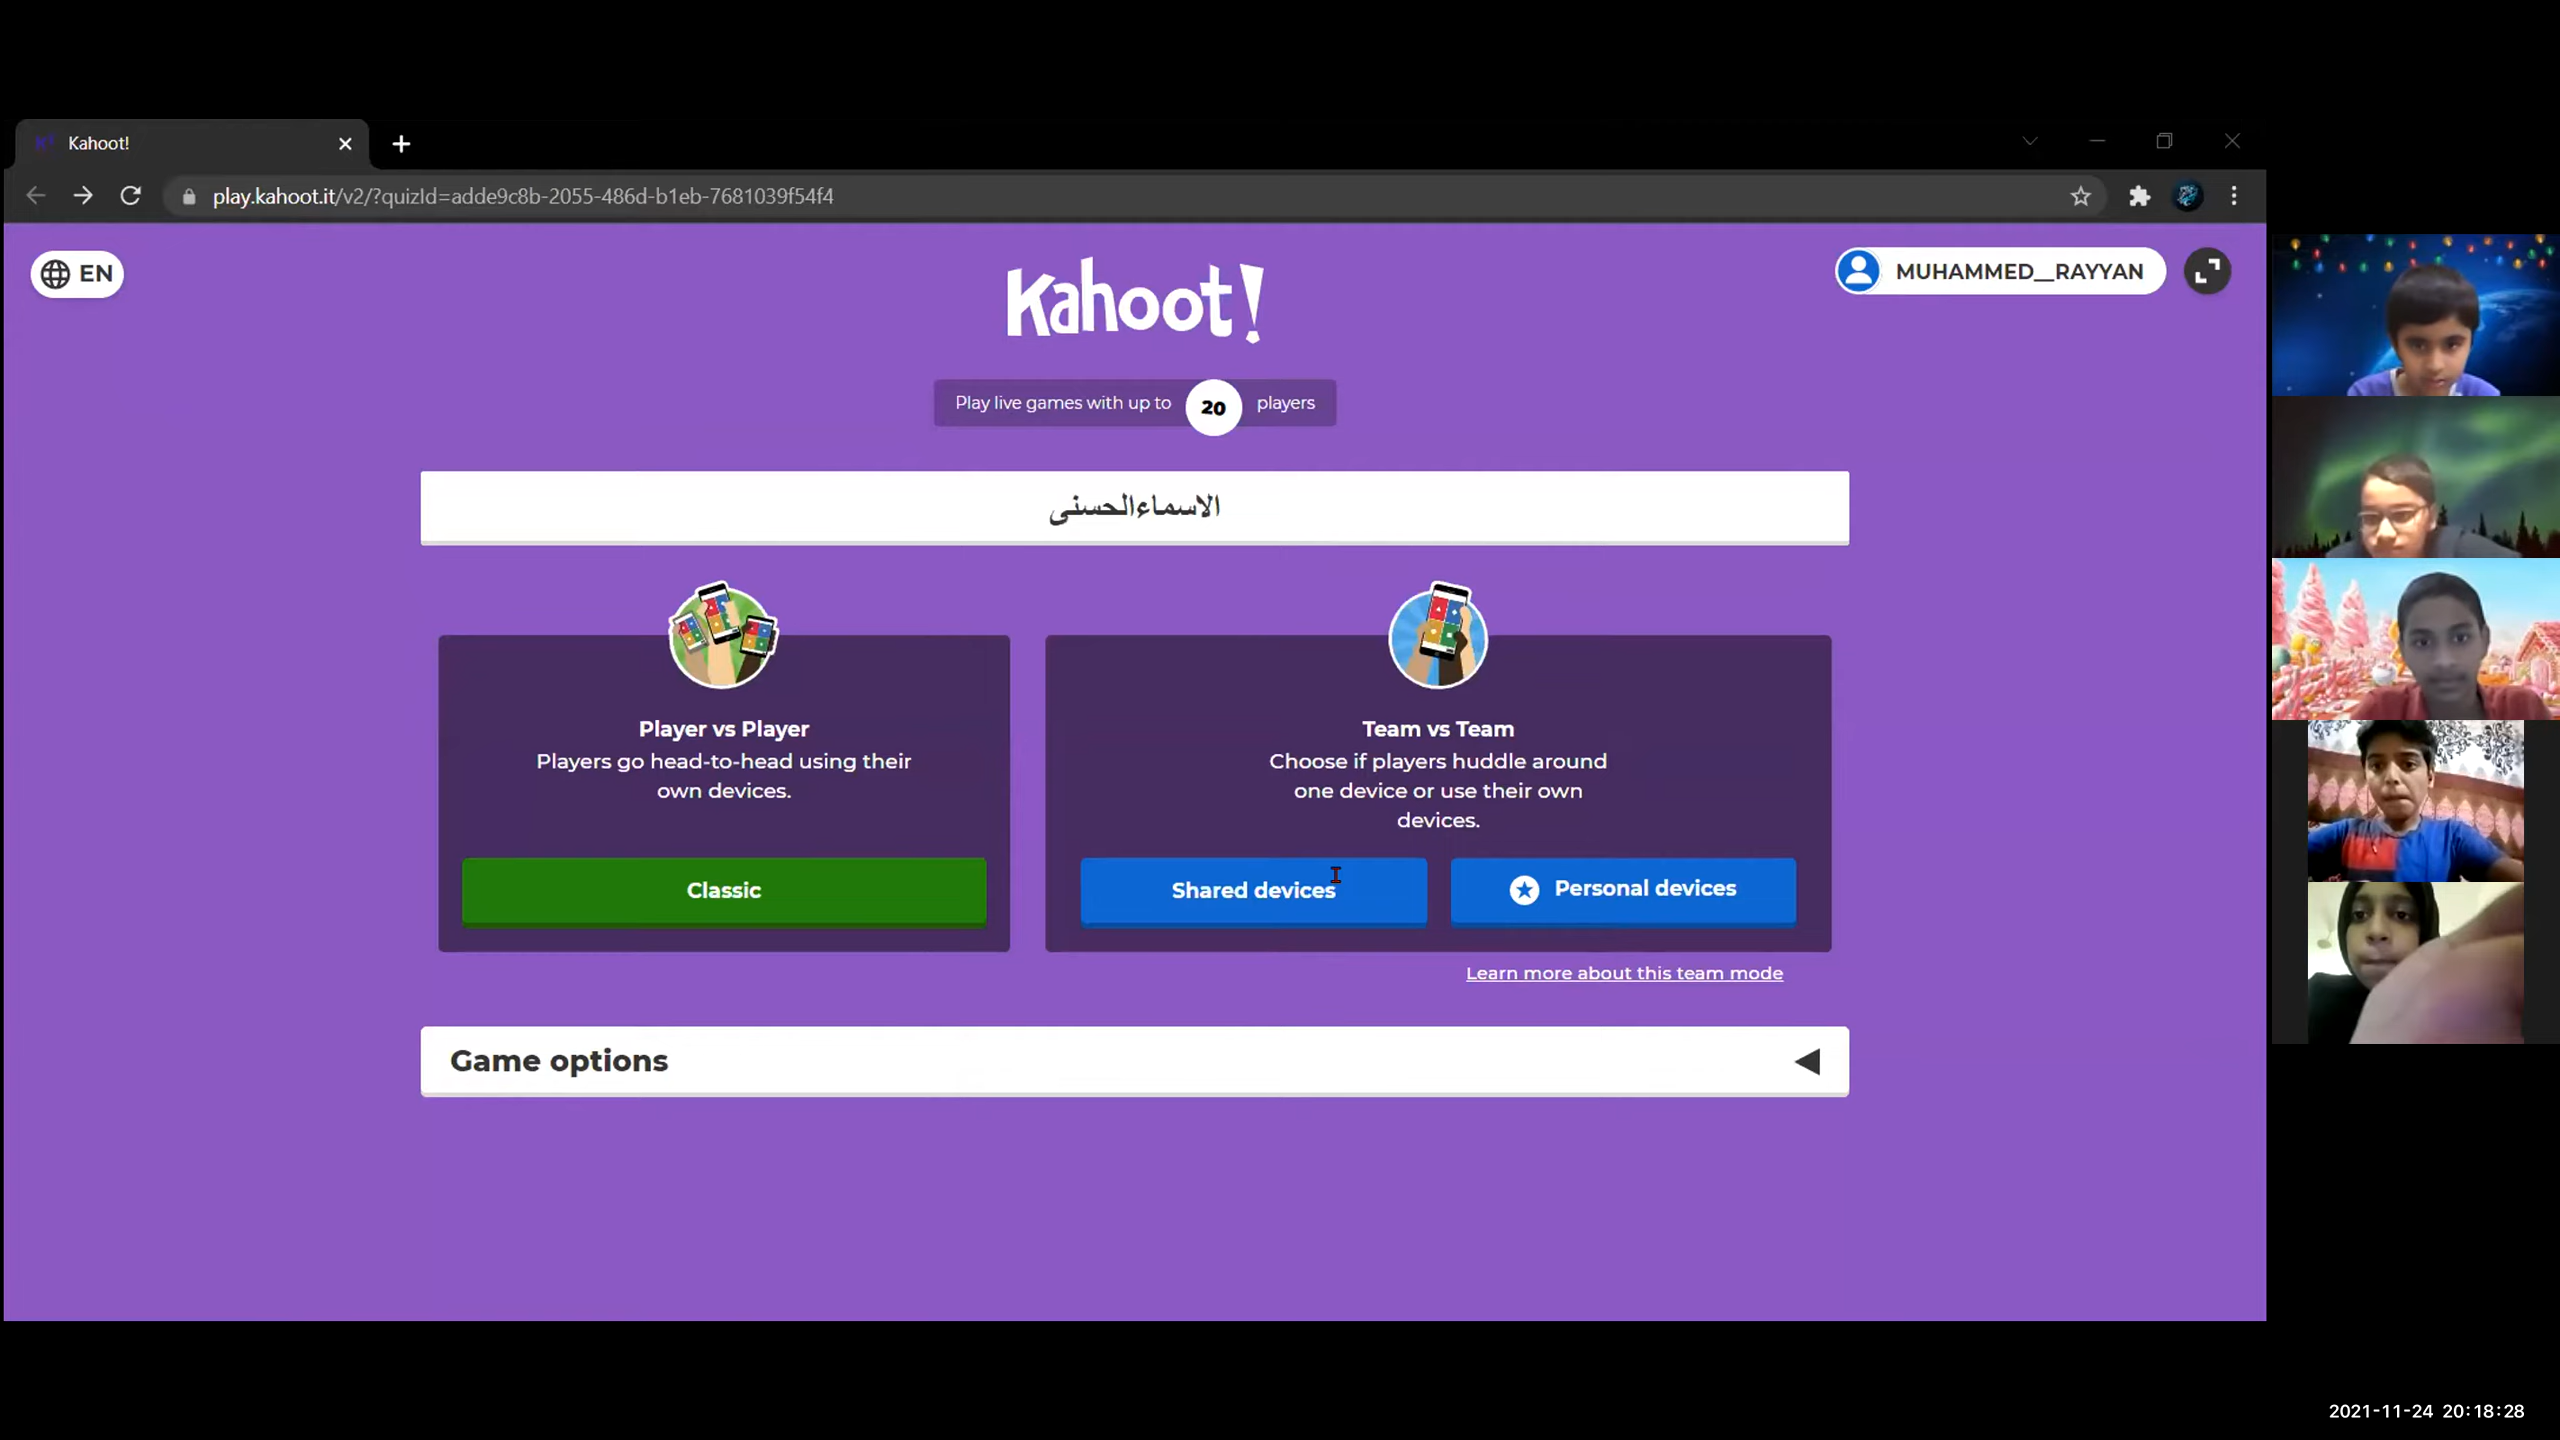 Kahoot!
play.kahoot.it/v2/?quizId=adde9c8b-2055-486d-b1eb-7681039f54f4
EN
Kahoot!
MUHAMMED__RAYYAN
Play live games with up to 20 players
الاسماءالحسنى
Player vs Player
Players go head-to-head using their
own devices.
Classic
Team vs Team
Choose if players huddle around
one device or use their own
devices.
Shared devices
Personal devices
Learn more about this team mode
Game options
2021-11-24 20:18:28